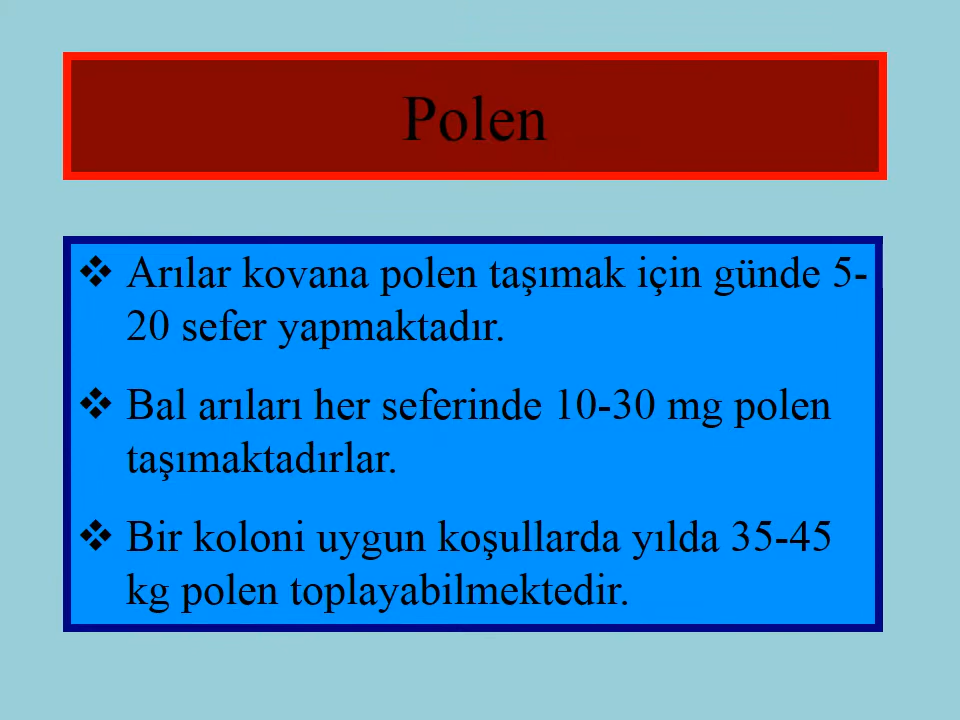 Polen
❖ Arılar kovana polen taşımak için günde 5-
20 sefer yapmaktadır.
❖ Bal arıları her seferinde 10-30 mg polen
taşımaktadırlar.
❖ Bir koloni uygun koşullarda yılda 35-45
kg polen toplayabilmektedir.